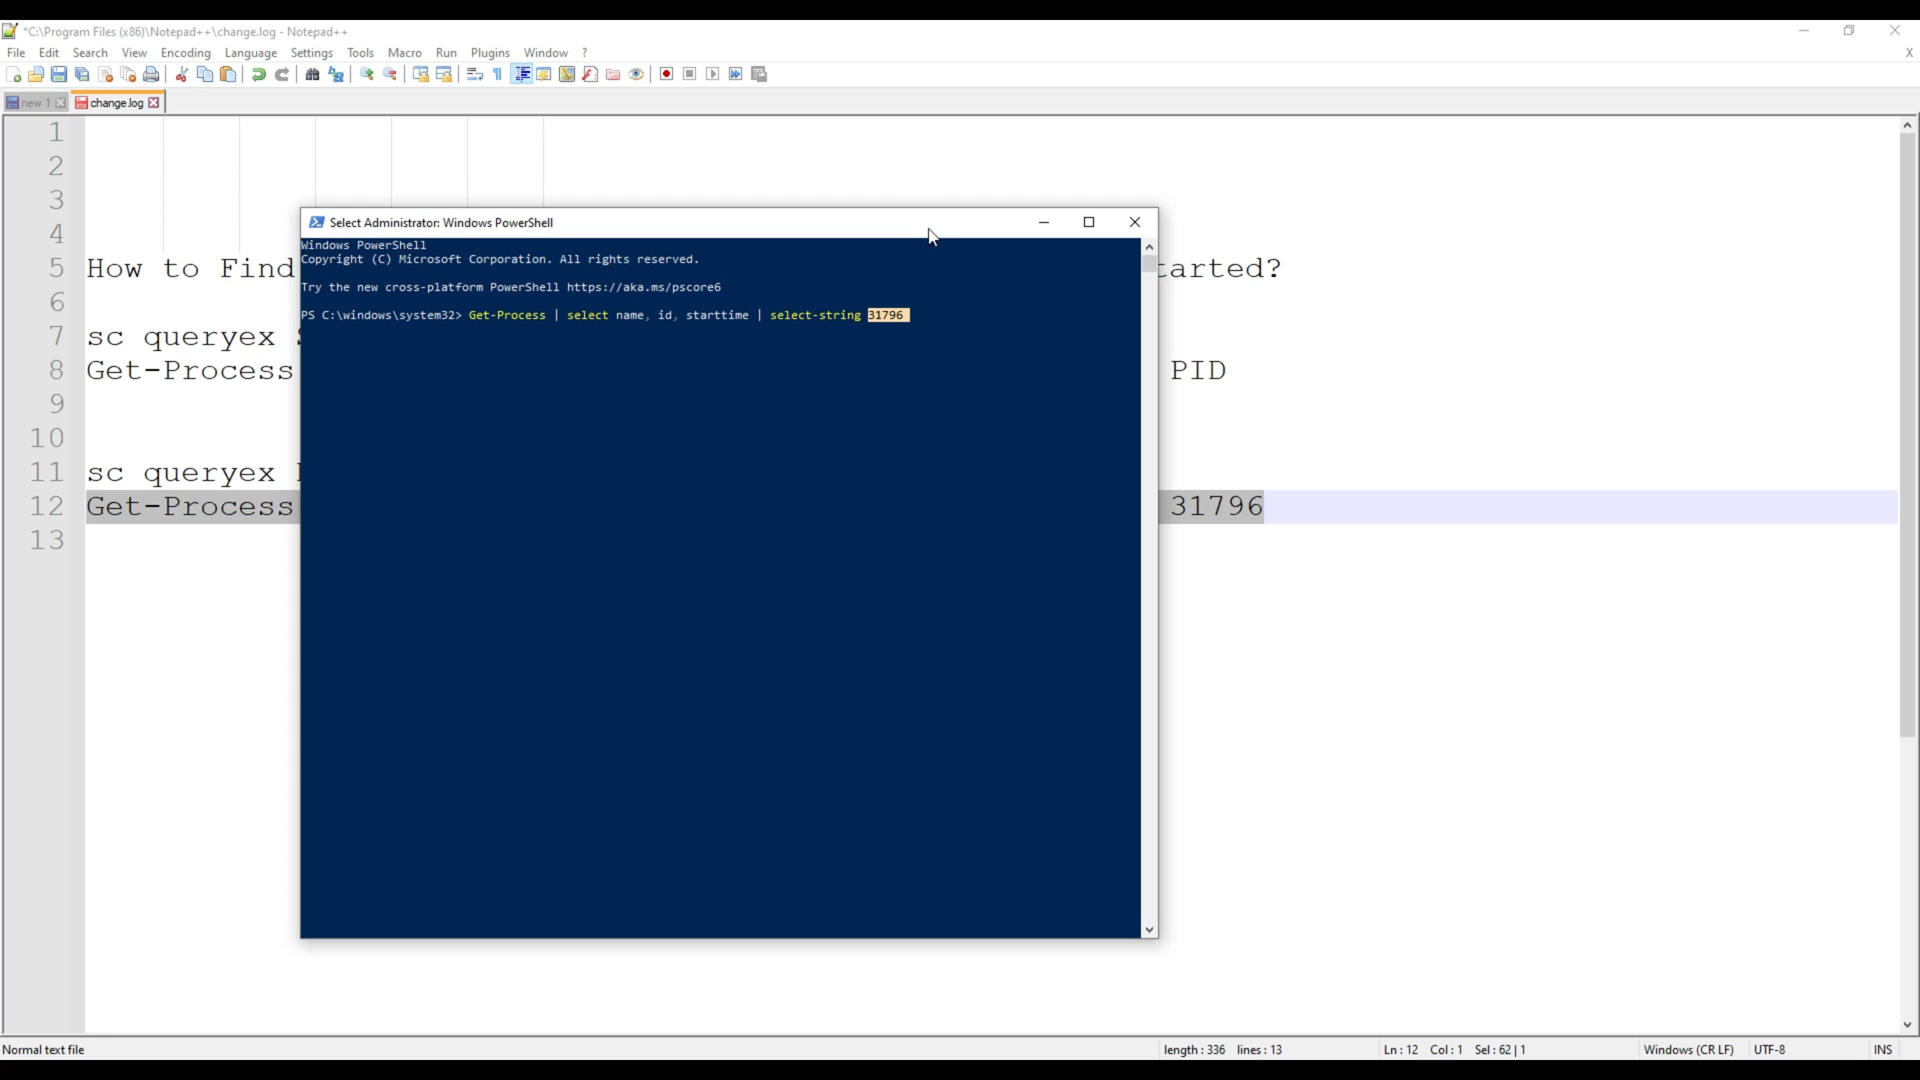 *C:\Program Files (x86)\Notepad++\change.log - Notepad++
File Edit Search View Encoding Language Settings Tools Macro Run Plugins Window ?
X
new 1 change.log
1
2
3
4
5 How to Find tarted?
6
7 sc queryex
8 Get-Process PID
9
10
11 sc queryex
12 Get-Process 31796
13
Select Administrator: Windows PowerShell
Windows PowerShell
Copyright (C) Microsoft Corporation. All rights reserved.
Try the new cross-platform PowerShell https://aka.ms/pscore6
PS C:\windows\system32> Get-Process | select name, id, starttime | select-string 31796
Normal text file length : 336 lines : 13 Ln : 12 Col : 1 Sel : 62 | 1 Windows (CR LF) UTF-8 INS